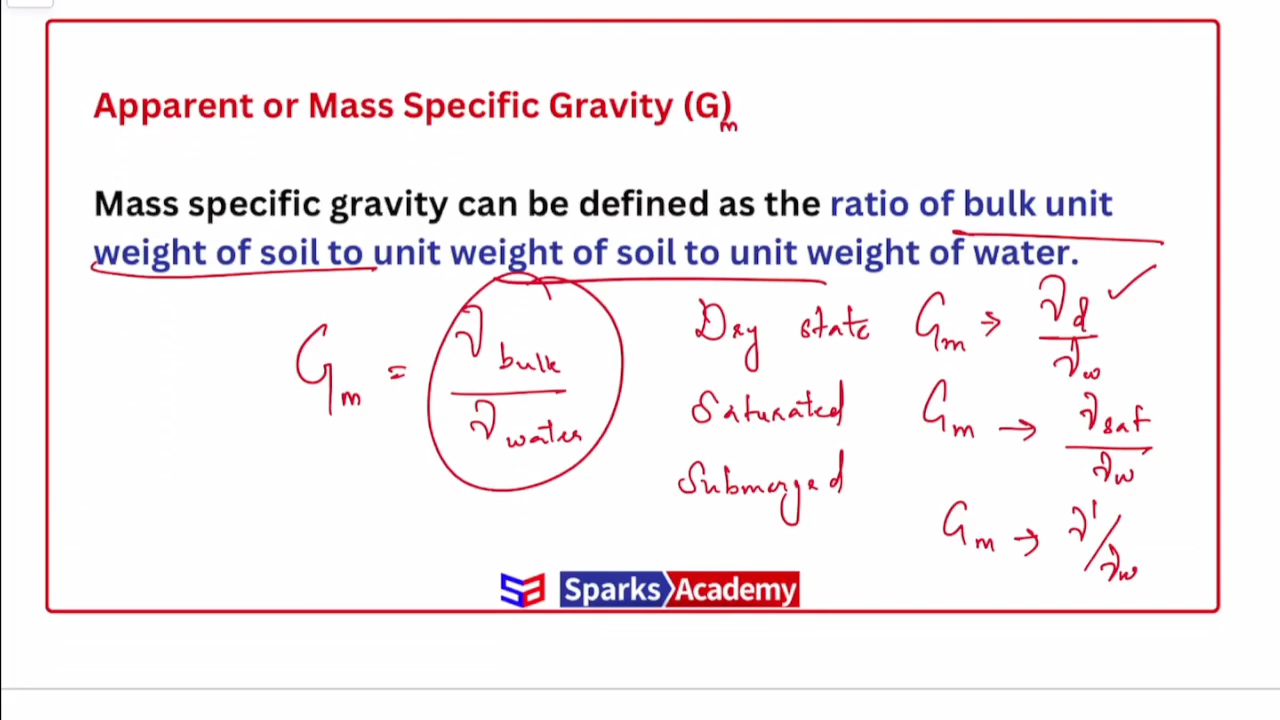 Apparent or Mass Specific Gravity (G)m
Mass specific gravity can be defined as the ratio of bulk unit
weight of soil to unit weight of soil to unit weight of water.
Gm = γbulk / γwater
Dry state Gm → γd / γw ✓
Saturated Gm → γsat / γw
Submerged
Gm → γ' / γw
Sparks Academy